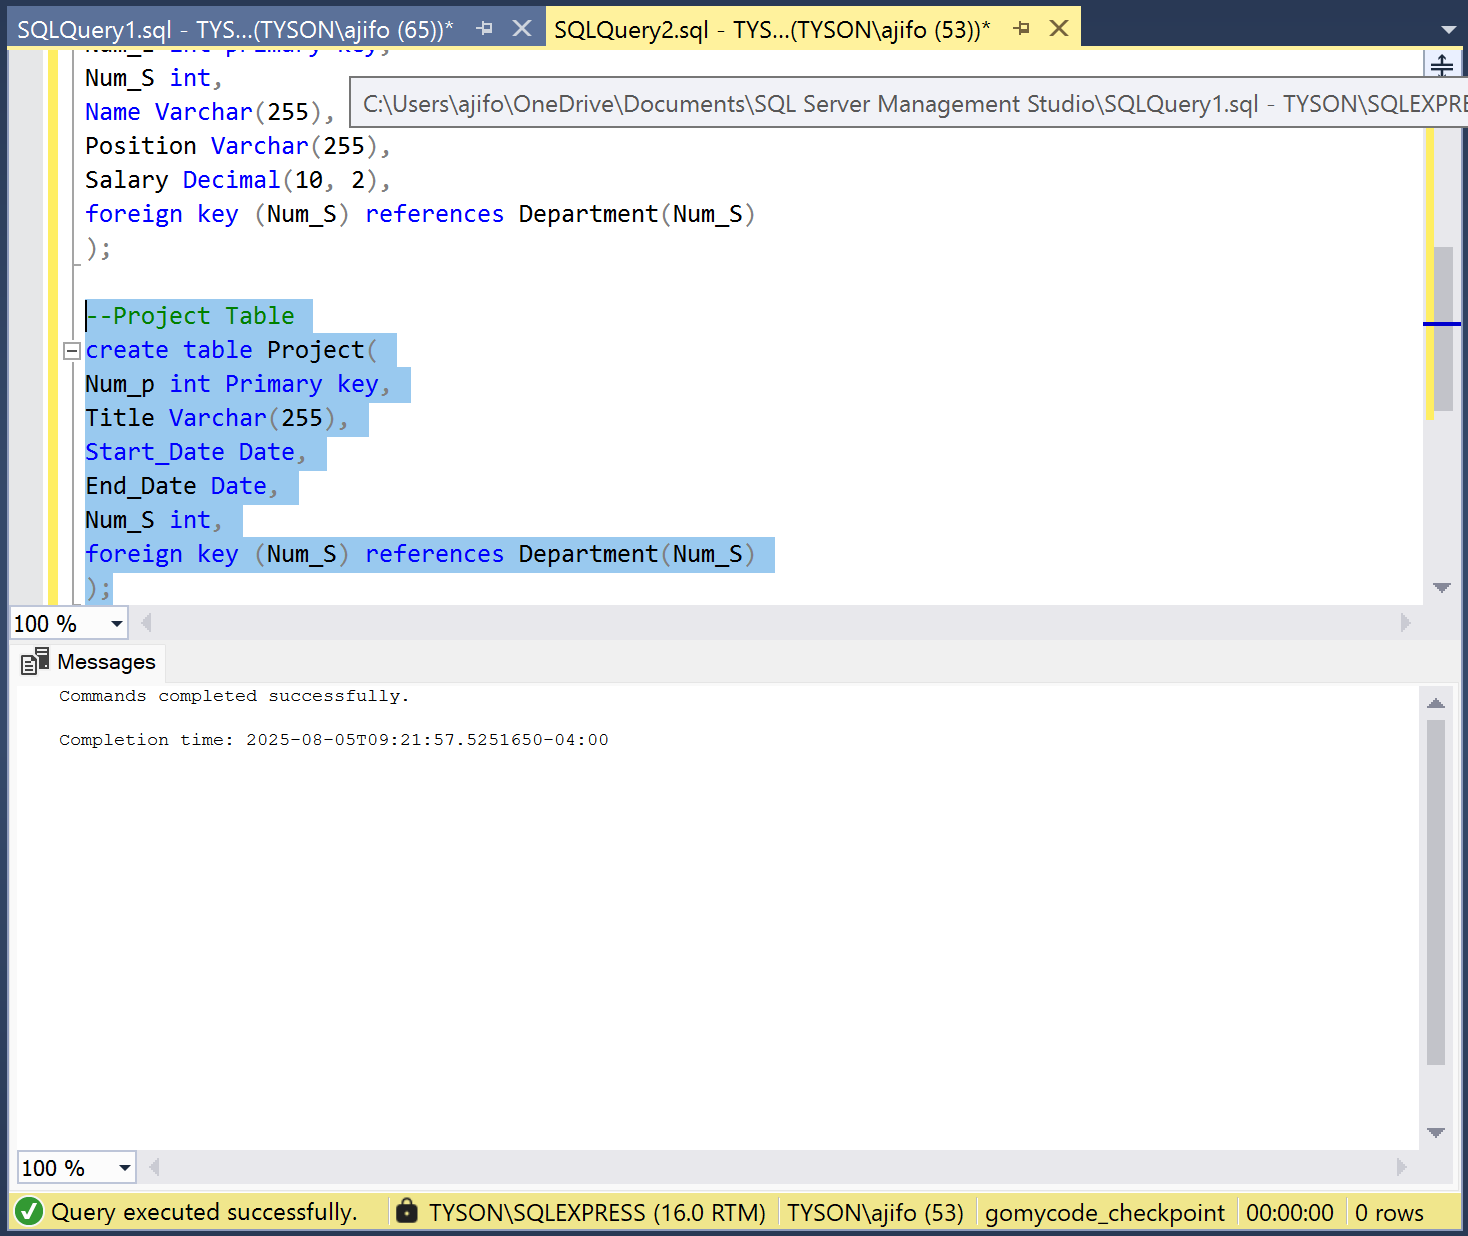 SQLQuery1.sql - TYS...(TYSON\ajifo (65))*
SQLQuery2.sql - TYS...(TYSON\ajifo (53))*
int primary key,
Num_S int,
C:\Users\ajifo\OneDrive\Documents\SQL Server Management Studio\SQLQuery1.sql - TYSON\SQLEXPRE
Name Varchar(255),
Position Varchar(255),
Salary Decimal(10, 2),
foreign key (Num_S) references Department(Num_S)
);
--Project Table
create table Project(
Num_p int Primary key,
Title Varchar(255),
Start_Date Date,
End_Date Date,
Num_S int,
foreign key (Num_S) references Department(Num_S)
);
100 %
Messages
Commands completed successfully.
Completion time: 2025-08-05T09:21:57.5251650-04:00
100 %
Query executed successfully.
TYSON\SQLEXPRESS (16.0 RTM)
TYSON\ajifo (53)
gomycode_checkpoint
00:00:00
0 rows